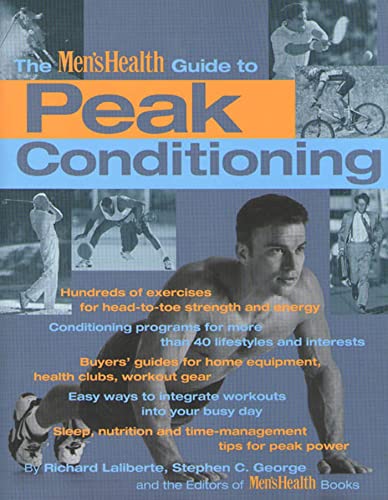 The Men'sHealth Guide to
Peak
Conditioning
Hundreds of exercises
for head-to-toe strength and energy
Conditioning programs for more
than 40 lifestyles and interests
Buyers' guides for home equipment,
health clubs, workout gear
Easy ways to integrate workouts
into your busy day
Sleep, nutrition and time-management
tips for peak power
By Richard Laliberte, Stephen C. George
and the Editors of Men'sHealth Books